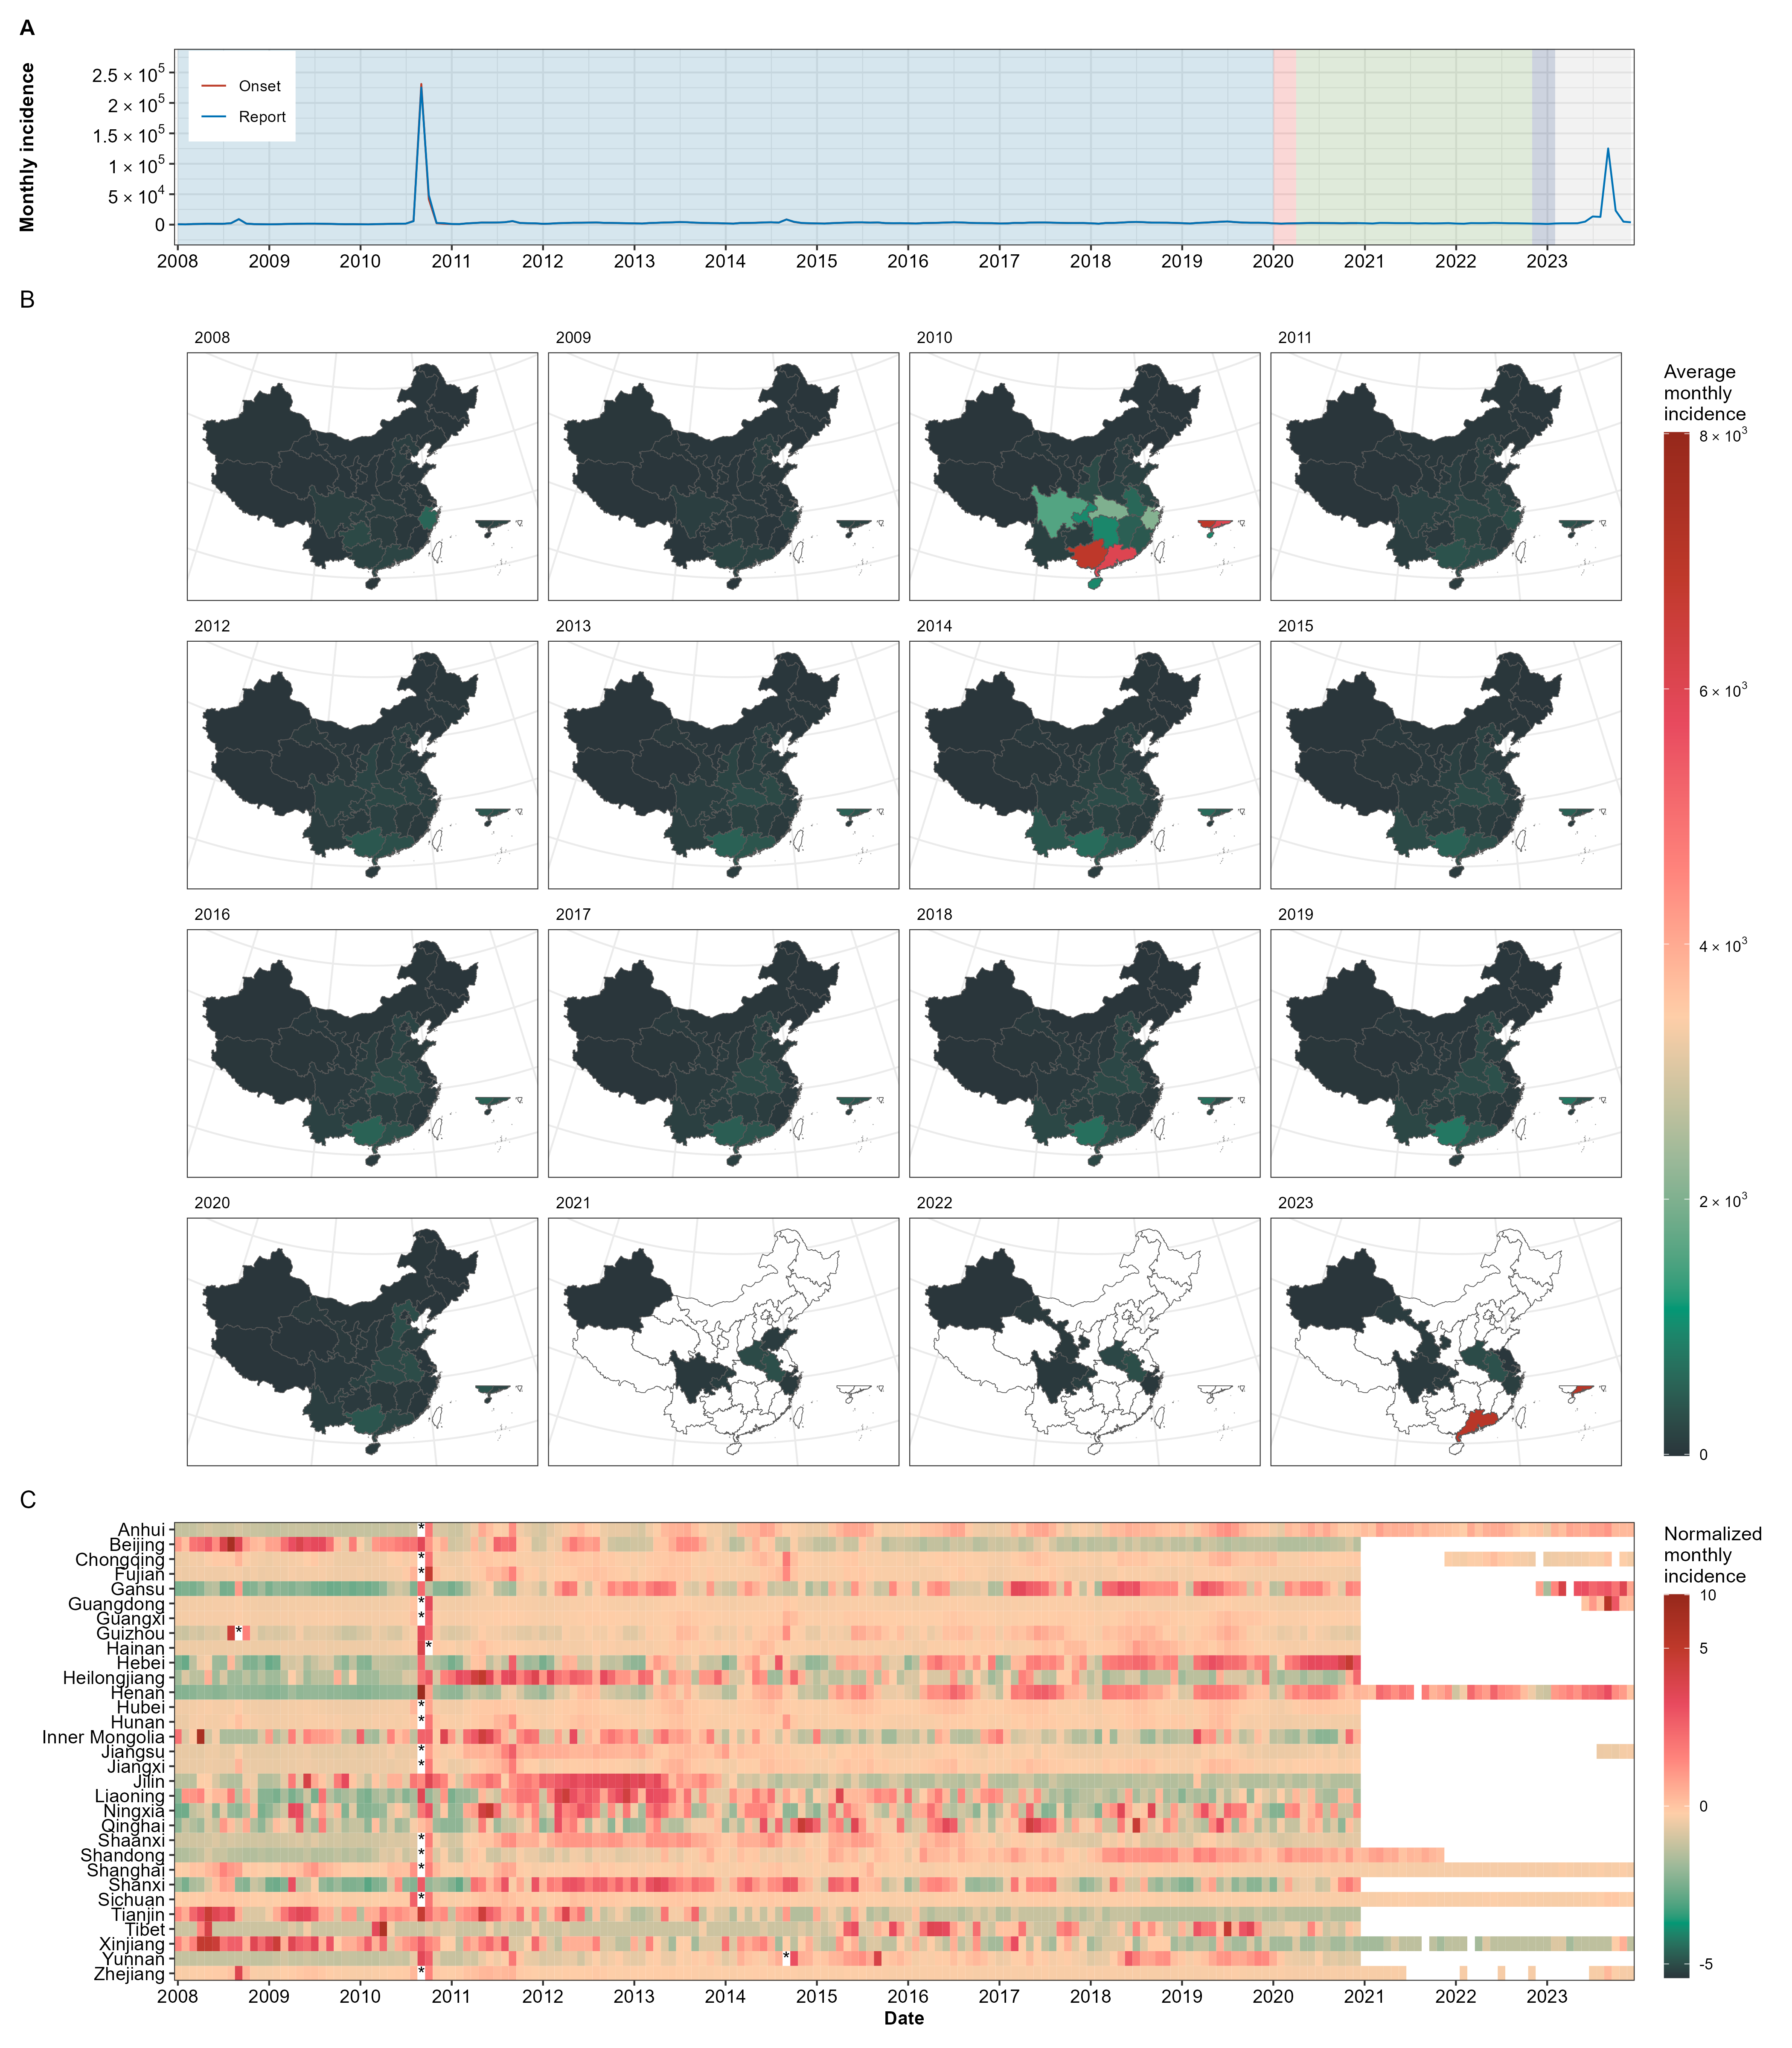 A
Monthly incidence
2.5 × 10^5
2 × 10^5
1.5 × 10^5
1 × 10^5
5 × 10^4
0
Onset
Report
2008 2009 2010 2011 2012 2013 2014 2015 2016 2017 2018 2019 2020 2021 2022 2023
B
2008 2009 2010 2011
2012 2013 2014 2015
2016 2017 2018 2019
2020 2021 2022 2023
Average
monthly
incidence
8 × 10^3
6 × 10^3
4 × 10^3
2 × 10^3
0
C
Anhui *
Beijing
Chongqing *
Fujian *
Gansu
Guangdong *
Guangxi *
Guizhou *
Hainan *
Hebei
Heilongjiang
Henan
Hubei *
Hunan *
Inner Mongolia
Jiangsu *
Jiangxi *
Jilin
Liaoning
Ningxia
Qinghai
Shaanxi *
Shandong *
Shanghai *
Shanxi
Sichuan *
Tianjin
Tibet
Xinjiang
Yunnan *
Zhejiang *
2008 2009 2010 2011 2012 2013 2014 2015 2016 2017 2018 2019 2020 2021 2022 2023
Date
Normalized
monthly
incidence
10
5
0
-5